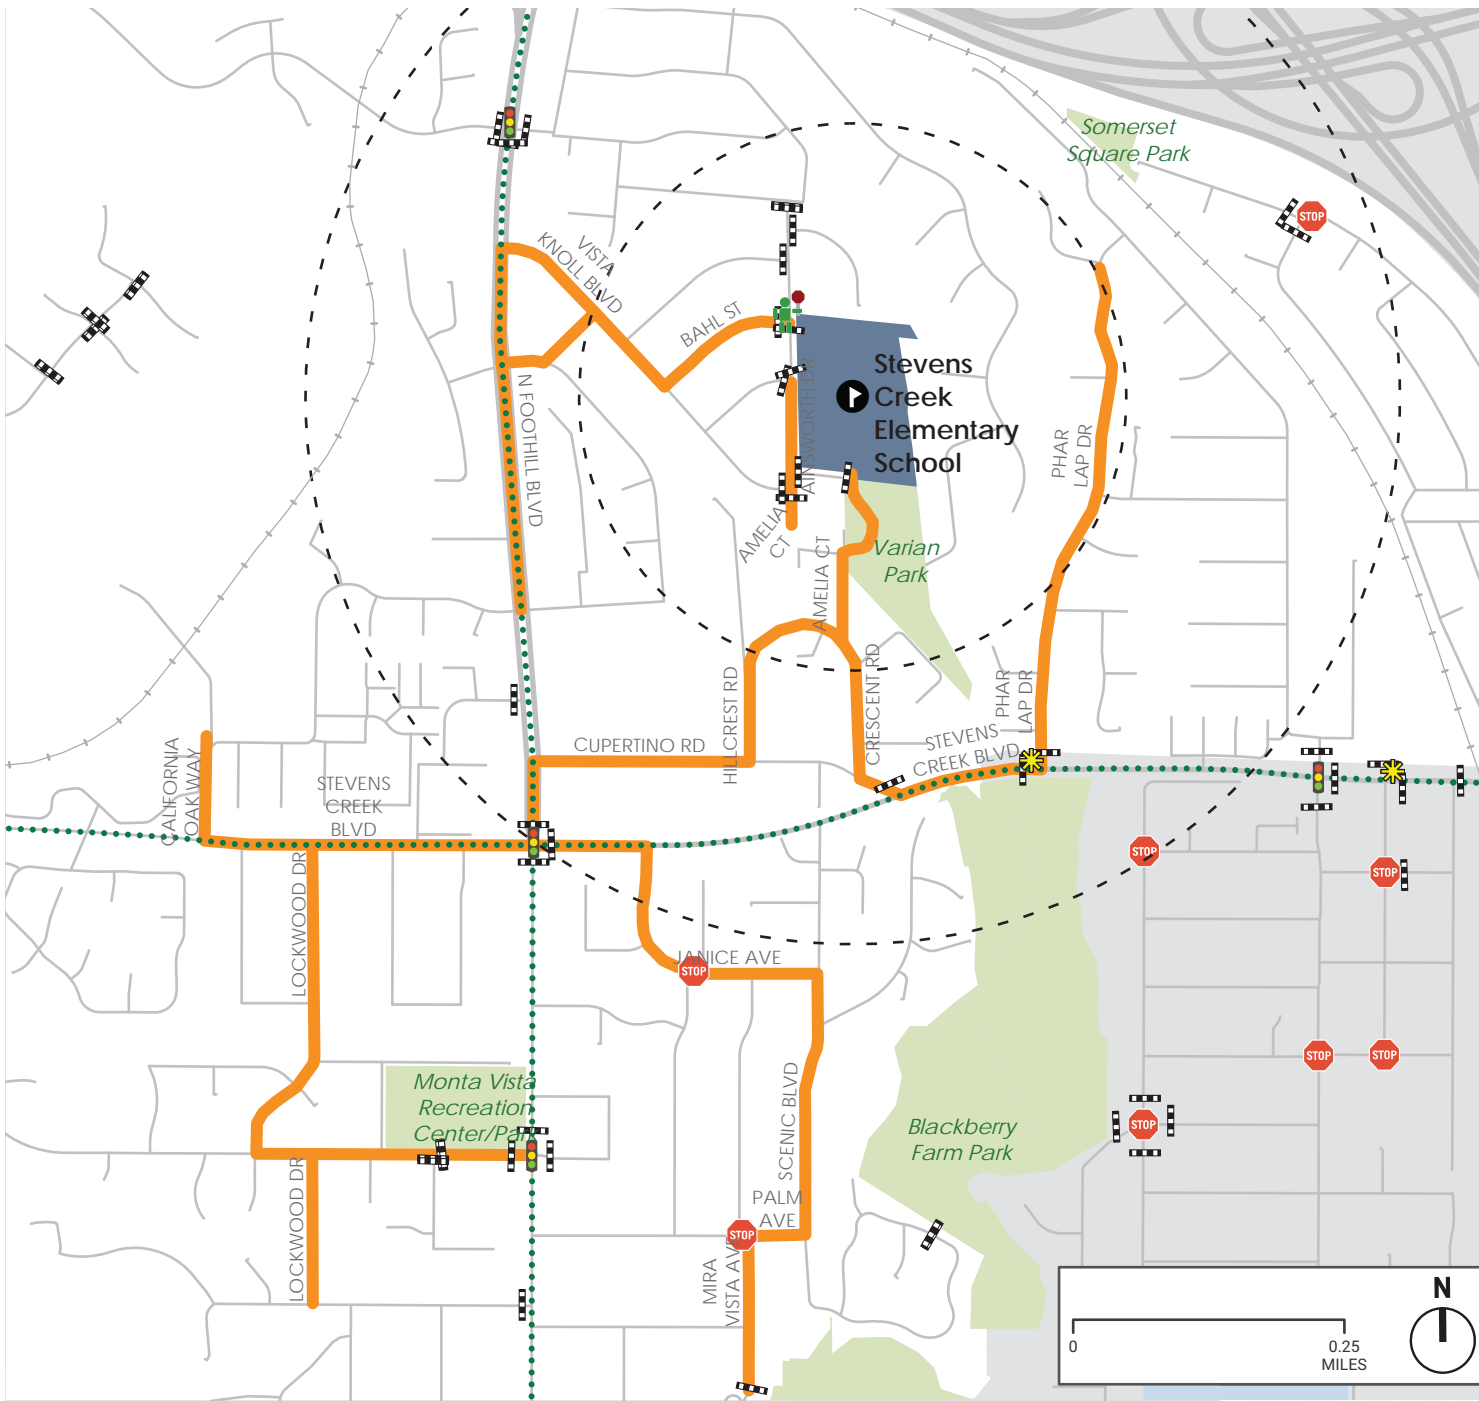 Somerset
Square Park
STOP
VISTA
KNOLL BLVD
BAHL ST
Stevens
Creek
Elementary
School
N FOOTHILL BLVD
AINSWORTH DR
PHAR
LAP DR
AMELIA
CT
AMELIA CT
Varian
Park
HILLCREST RD
CRESCENT RD
PHAR
LAP DR
CUPERTINO RD
STEVENS
CREEK BLVD
CALIFORNIA
OAK WAY
STEVENS
CREEK
BLVD
STOP
STOP
LOCKWOOD DR
JANICE AVE
STOP
STOP
STOP
Monta Vista
Recreation
Center/Park
SCENIC BLVD
Blackberry
Farm Park
STOP
LOCKWOOD DR
PALM
AVE
STOP
MIRA
VISTA AVE
N
0
0.25
MILES